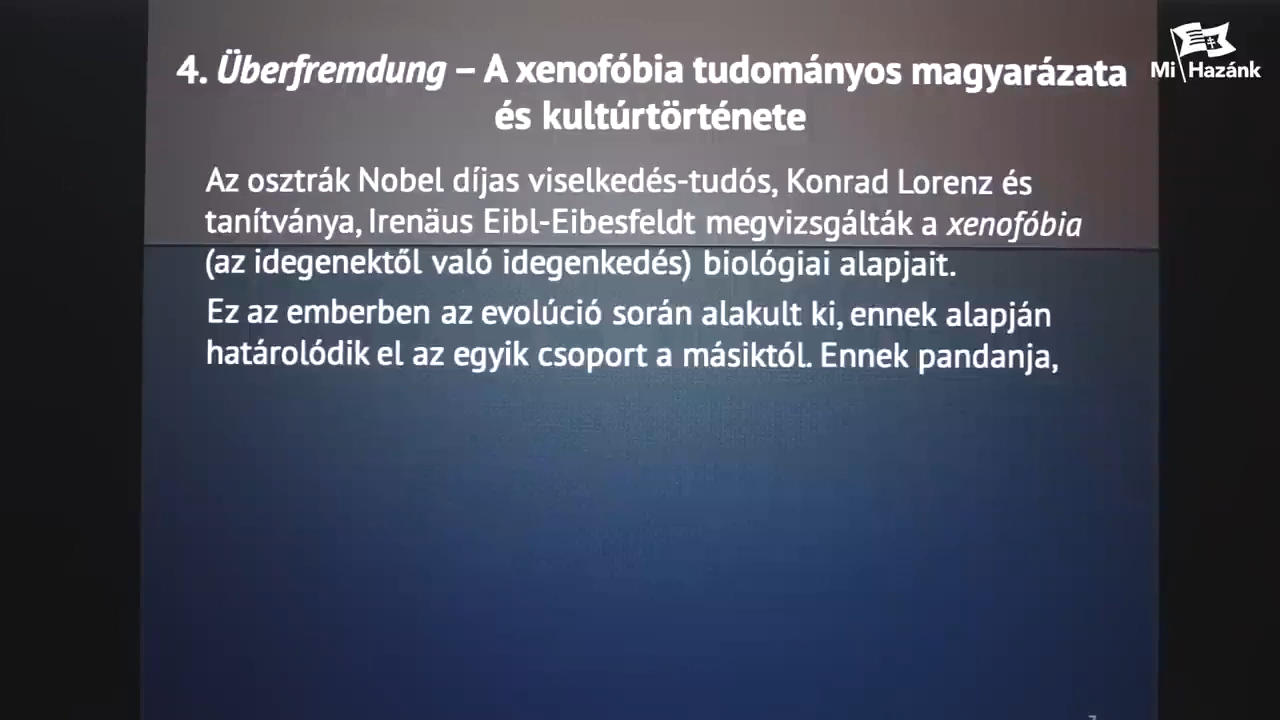 4. Überfremdung – A xenofóbia tudományos magyarázata
és kultúrtörténete
Mi Hazánk
Az osztrák Nobel díjas viselkedés-tudós, Konrad Lorenz és
tanítványa, Irenäus Eibl-Eibesfeldt megvizsgálták a xenofóbia
(az idegenektől való idegenkedés) biológiai alapjait.
Ez az emberben az evolúció során alakult ki, ennek alapján
határolódik el az egyik csoport a másiktól. Ennek pandanja,